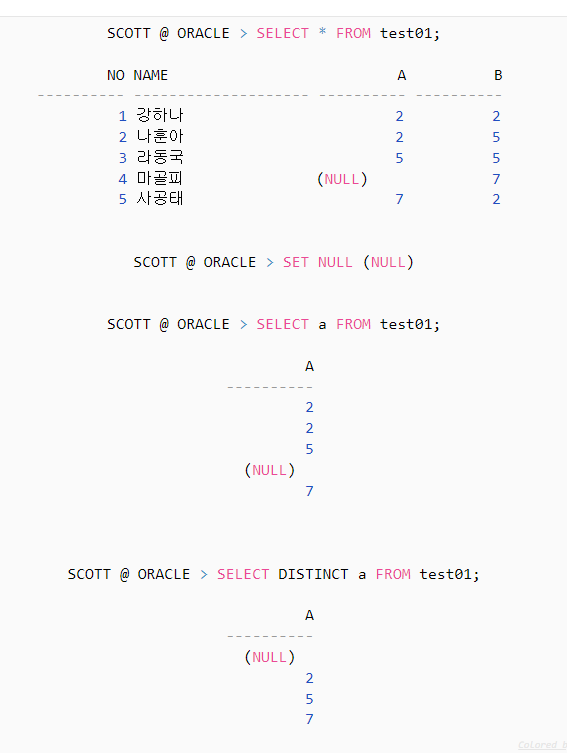 SCOTT @ ORACLE > SELECT * FROM test01;
NO NAME A B
---------- -------------------- ---------- ----------
1 강하나 2 2
2 나훈아 2 5
3 라동국 5 5
4 마골피 (NULL) 7
5 사공태 7 2
SCOTT @ ORACLE > SET NULL (NULL)
SCOTT @ ORACLE > SELECT a FROM test01;
A
----------
2
2
5
(NULL)
7
SCOTT @ ORACLE > SELECT DISTINCT a FROM test01;
A
----------
(NULL)
2
5
7
Colored